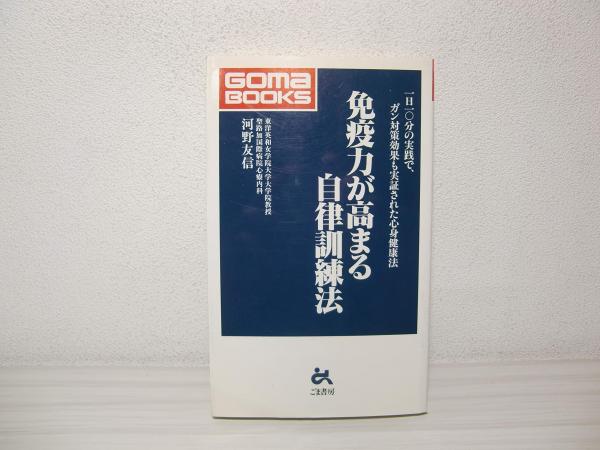 GOMA
BOOKS
一日一〇分の実践で、
ガン対策効果も実証された心身健康法
免疫力が高まる
自律訓練法
東洋英和女学院大学大学院教授
聖路加国際病院心療内科
河野友信
ごま書房